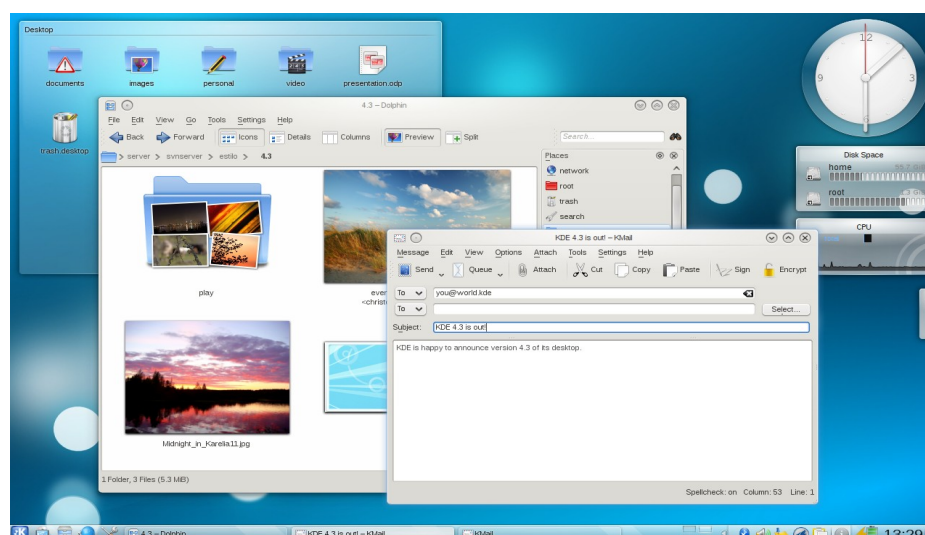 Desktop
documents images personal video presentation.odp
trash.desktop
12
9 3
6
Disk Space
home
root
CPU
4.3 – Dolphin
File Edit View Go Tools Settings Help
Back Forward Icons Details Columns Preview Split Search...
server > svnserver > estilo > 4.3
Places
network
root
trash
search
play
Midnight_in_Karelia11.jpg
1 Folder, 3 Files (5.3 MiB)
KDE 4.3 is out! – KMail
Message Edit View Options Attach Tools Settings Help
Send Queue Attach Cut Copy Paste Sign Encrypt
To you@world.kde
To Select...
Subject: KDE 4.3 is out!
KDE is happy to announce version 4.3 of its desktop.
Spellcheck: on Column: 53 Line: 1
4.3 – Dolphin KDE 4.3 is out! – KMail KMail 13:29